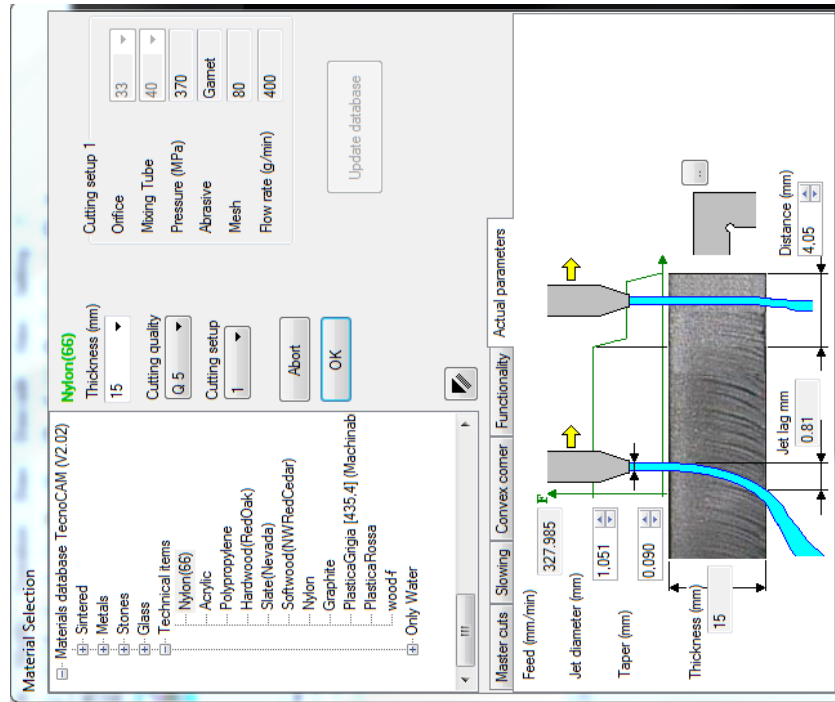 Material Selection
Materials database TecnoCAM (V2.02)
Sintered
Metals
Stones
Glass
Technical items
Nylon(66)
Acrylic
Polypropylene
Hardwood(RedOak)
Slate(Nevada)
Softwood(NWRedCedar)
Nylon
Graphite
PlasticaGrigia [435.4] (Machinab
PlasticaRossa
wood-f
Only Water
Nylon(66)
Thickness (mm)
15
Cutting quality
Q 5
Cutting setup
1
Abort
OK
Cutting setup 1
Orifice 33
Mixing Tube 40
Pressure (MPa) 370
Abrasive Garnet
Mesh 80
Flow rate (g/min) 400
Update database
Master cuts Slowing Convex corner Functionality Actual parameters
Feed (mm/min) 327.985
F
Jet diameter (mm) 1,051
Taper (mm) 0,090
Thickness (mm)
15
Jet lag mm
0.81
Distance (mm)
4,05
..